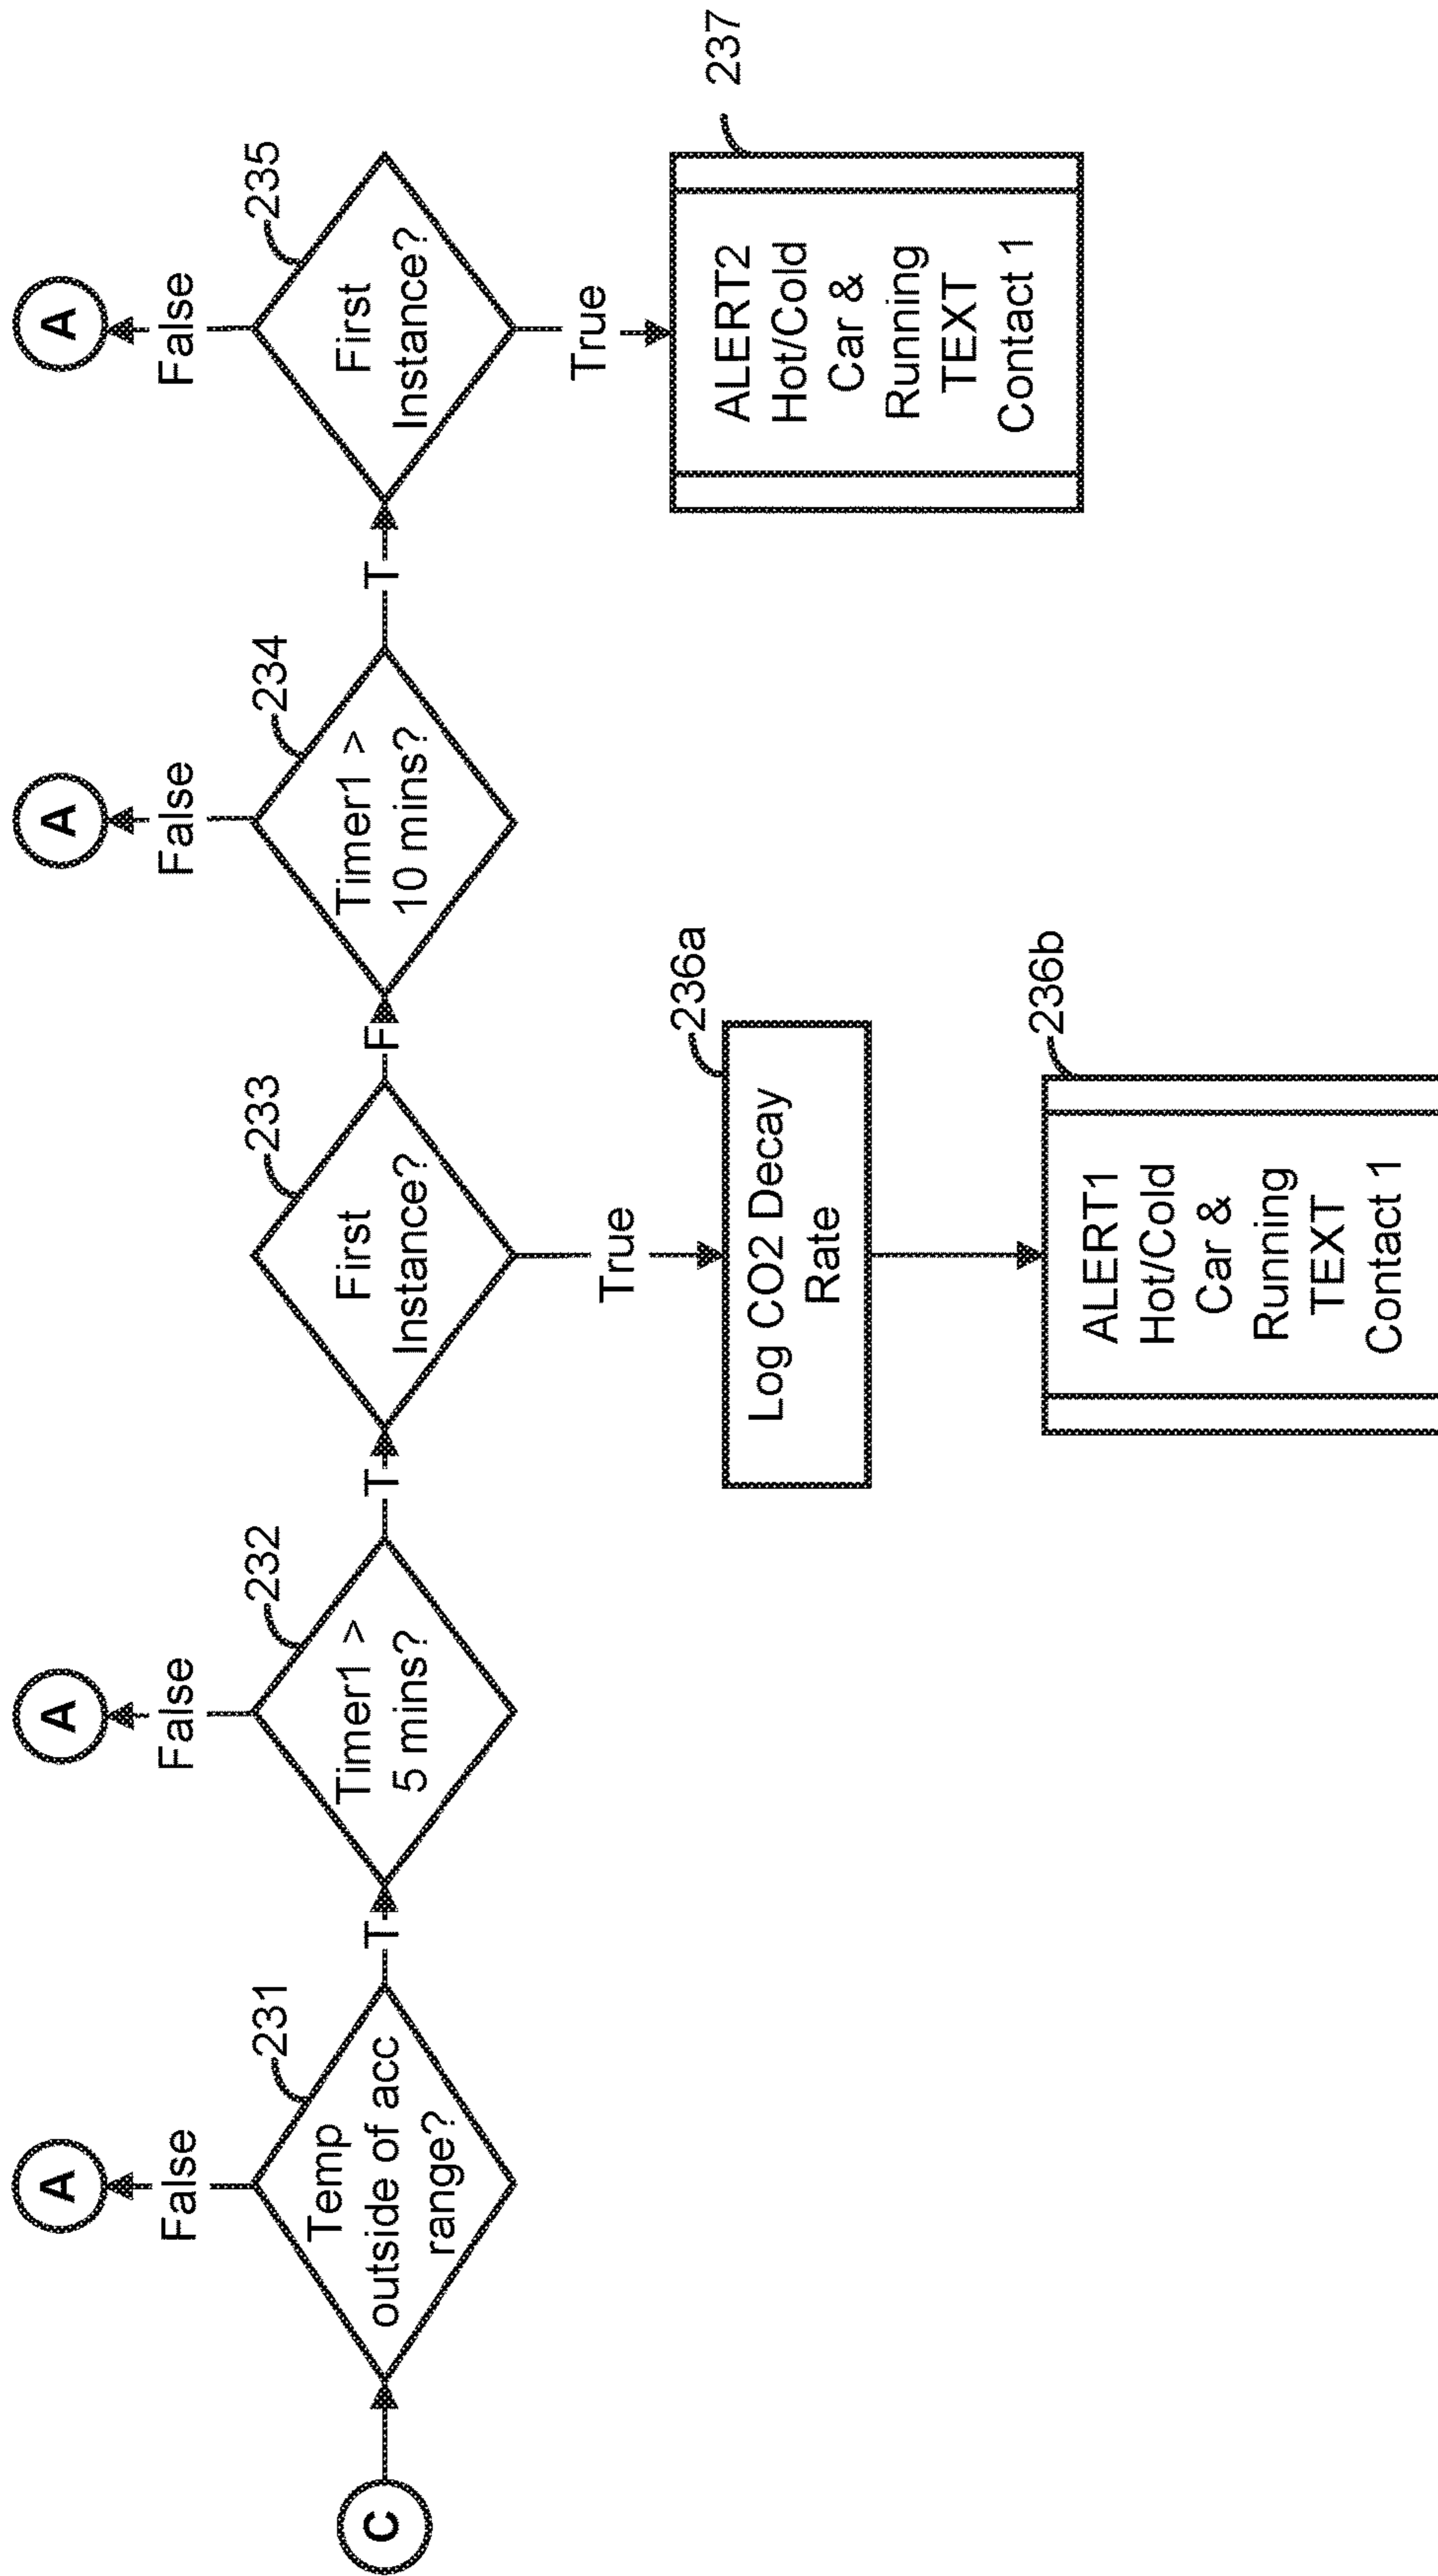 C
Temp
outside of acc
range?
231
False
A
T
Timer1 >
5 mins?
232
False
A
T
First
Instance?
233
True
Log CO2 Decay
Rate
236a
ALERT1
Hot/Cold
Car &
Running
TEXT
Contact 1
236b
F
Timer1 >
10 mins?
234
False
A
T
First
Instance?
235
False
A
True
ALERT2
Hot/Cold
Car &
Running
TEXT
Contact 1
237